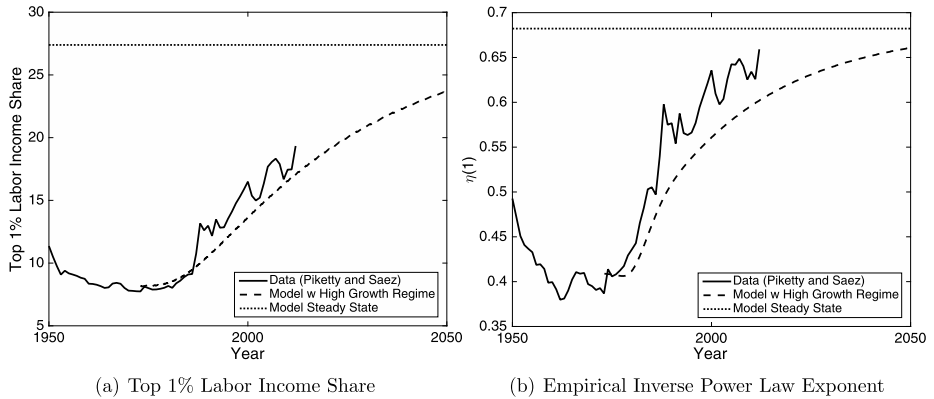 30
25
20
15
10
5
1950
2000
2050
Top 1% Labor Income Share
Year
Data (Piketty and Saez)
Model w High Growth Regime
Model Steady State
(a) Top 1% Labor Income Share
0.7
0.65
0.6
0.55
0.5
0.45
0.4
0.35
1950
2000
2050
η(1)
Year
Data (Piketty and Saez)
Model w High Growth Regime
Model Steady State
(b) Empirical Inverse Power Law Exponent